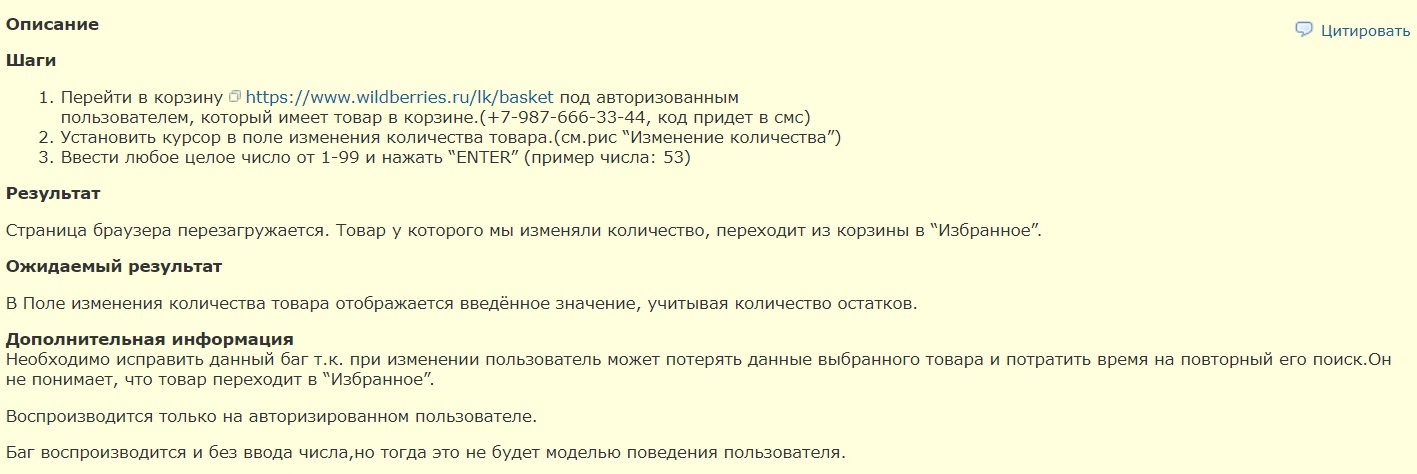 Описание
Цитировать
Шаги
1. Перейти в корзину https://www.wildberries.ru/lk/basket под авторизованным
пользователем, который имеет товар в корзине.(+7-987-666-33-44, код придет в смс)
2. Установить курсор в поле изменения количества товара.(см.рис “Изменение количества”)
3. Ввести любое целое число от 1-99 и нажать “ENTER” (пример числа: 53)
Результат
Страница браузера перезагружается. Товар у которого мы изменяли количество, переходит из корзины в “Избранное”.
Ожидаемый результат
В Поле изменения количества товара отображается введённое значение, учитывая количество остатков.
Дополнительная информация
Необходимо исправить данный баг т.к. при изменении пользователь может потерять данные выбранного товара и потратить время на повторный его поиск.Он
не понимает, что товар переходит в “Избранное”.
Воспроизводится только на авторизированном пользователе.
Баг воспроизводится и без ввода числа,но тогда это не будет моделью поведения пользователя.